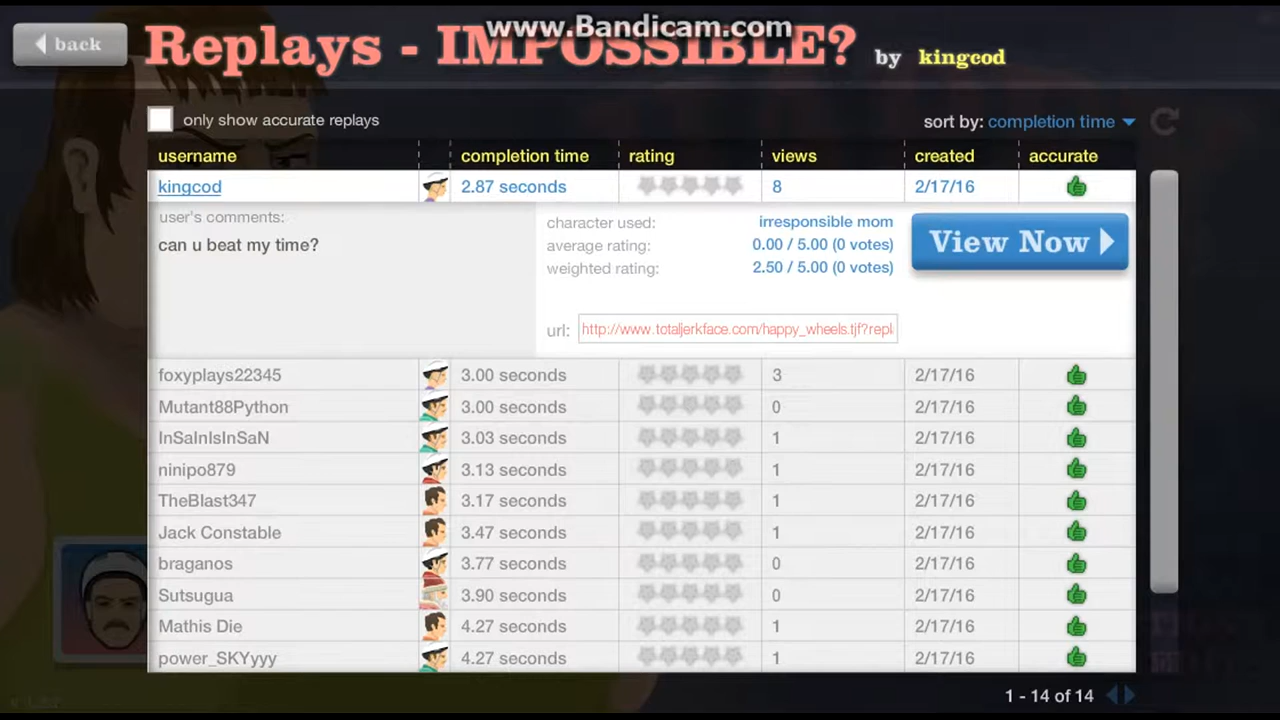 www.Bandicam.com
back
Replays - IMPOSSIBLE? by kingcod
only show accurate replays
sort by: completion time
username completion time rating views created accurate
kingcod 2.87 seconds 8 2/17/16
user's comments:
can u beat my time?
character used: irresponsible mom
average rating: 0.00 / 5.00 (0 votes)
weighted rating: 2.50 / 5.00 (0 votes)
View Now
url: http://www.totaljerkface.com/happy_wheels.tjf?repl
foxyplays22345 3.00 seconds 3 2/17/16
Mutant88Python 3.00 seconds 0 2/17/16
InSaInIsInSaN 3.03 seconds 1 2/17/16
ninipo879 3.13 seconds 1 2/17/16
TheBlast347 3.17 seconds 1 2/17/16
Jack Constable 3.47 seconds 1 2/17/16
braganos 3.77 seconds 0 2/17/16
Sutsugua 3.90 seconds 0 2/17/16
Mathis Die 4.27 seconds 1 2/17/16
power_SKYyyy 4.27 seconds 1 2/17/16
1 - 14 of 14